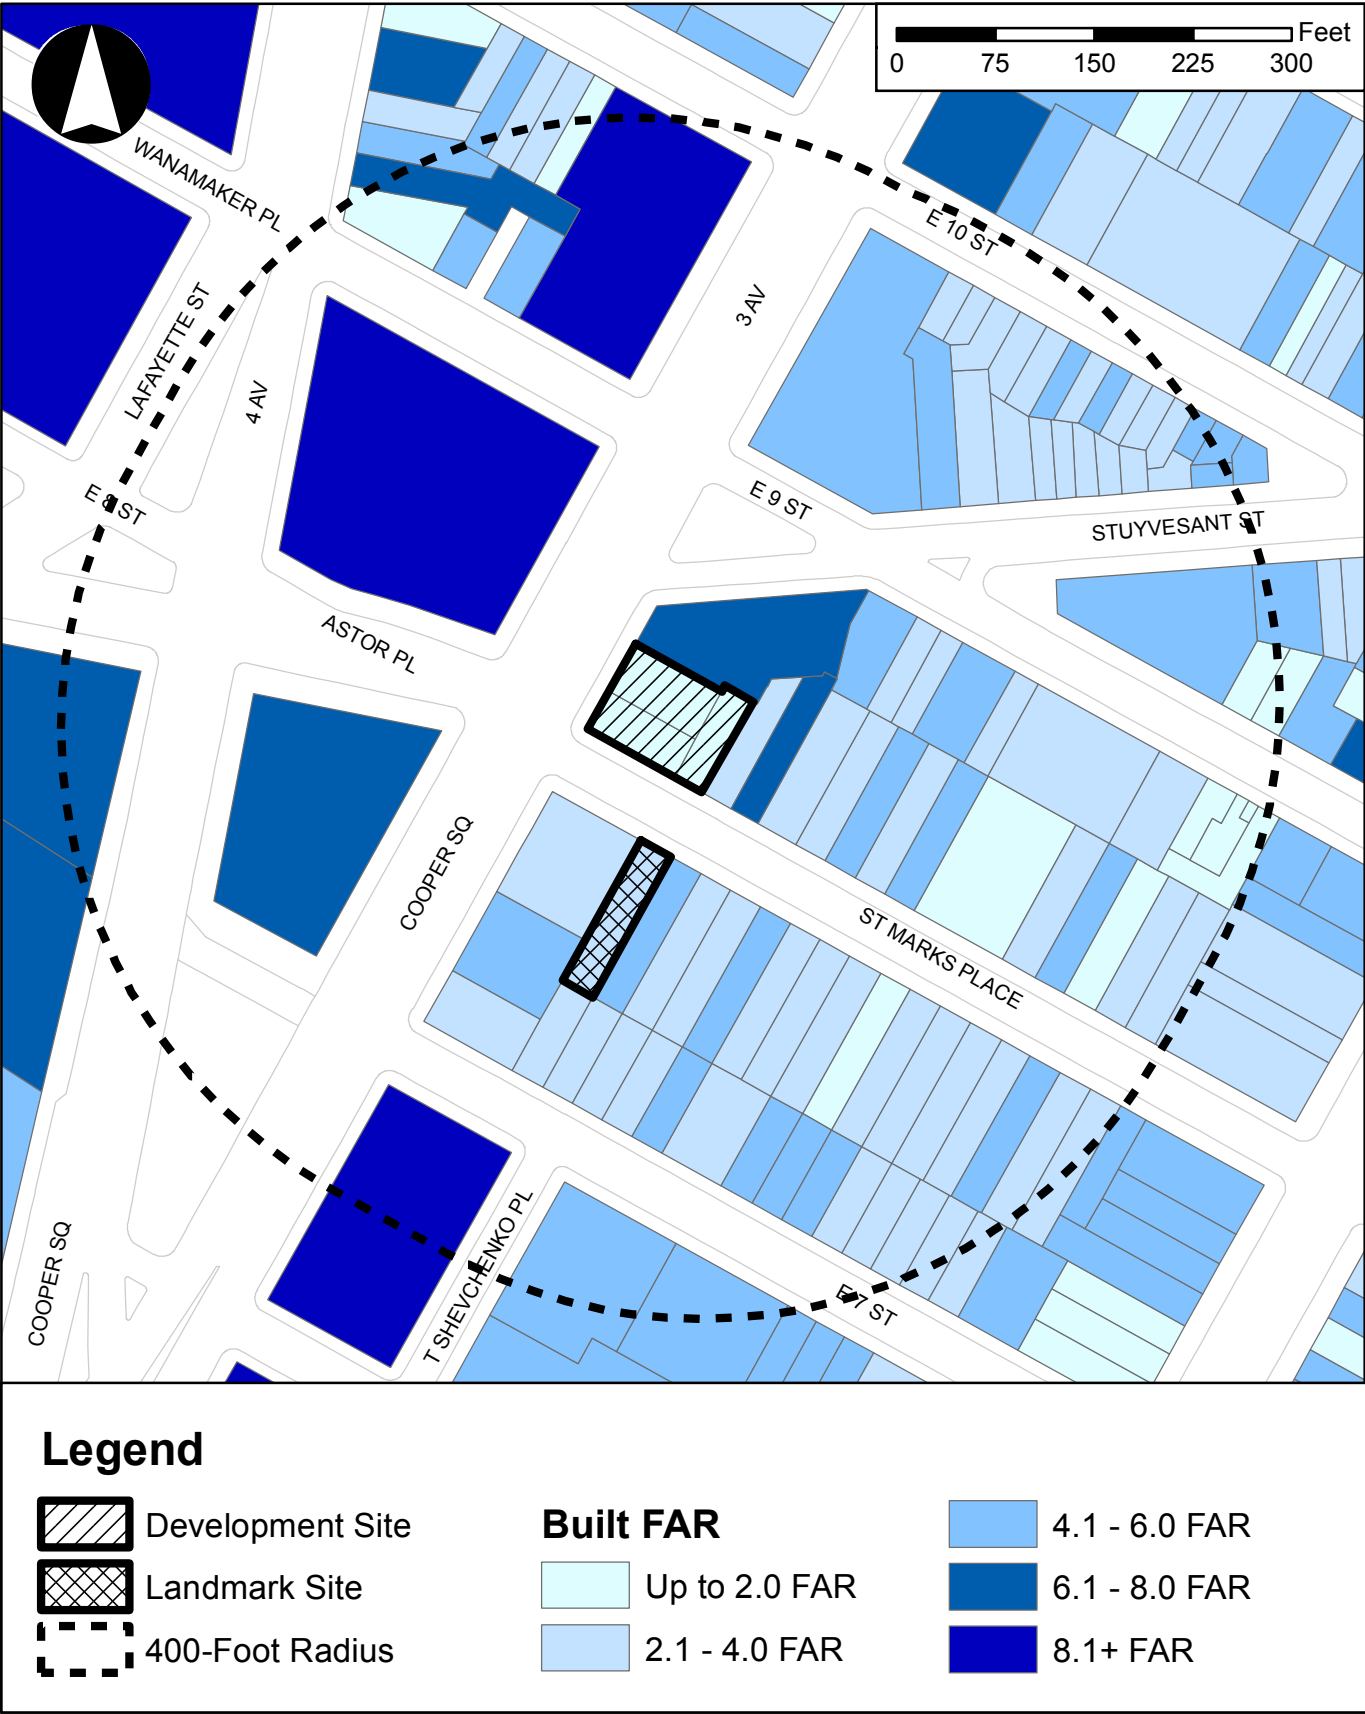 Feet
0 75 150 225 300
WANAMAKER PL
E 10 ST
3 AV
LAFAYETTE ST
4 AV
E 9 ST
E 8 ST
STUYVESANT ST
ASTOR PL
COOPER SQ
ST MARKS PLACE
T SHEVCHENKO PL
COOPER SQ
E 7 ST
Legend
Development Site
Landmark Site
400-Foot Radius
Built FAR
Up to 2.0 FAR
2.1 - 4.0 FAR
4.1 - 6.0 FAR
6.1 - 8.0 FAR
8.1+ FAR